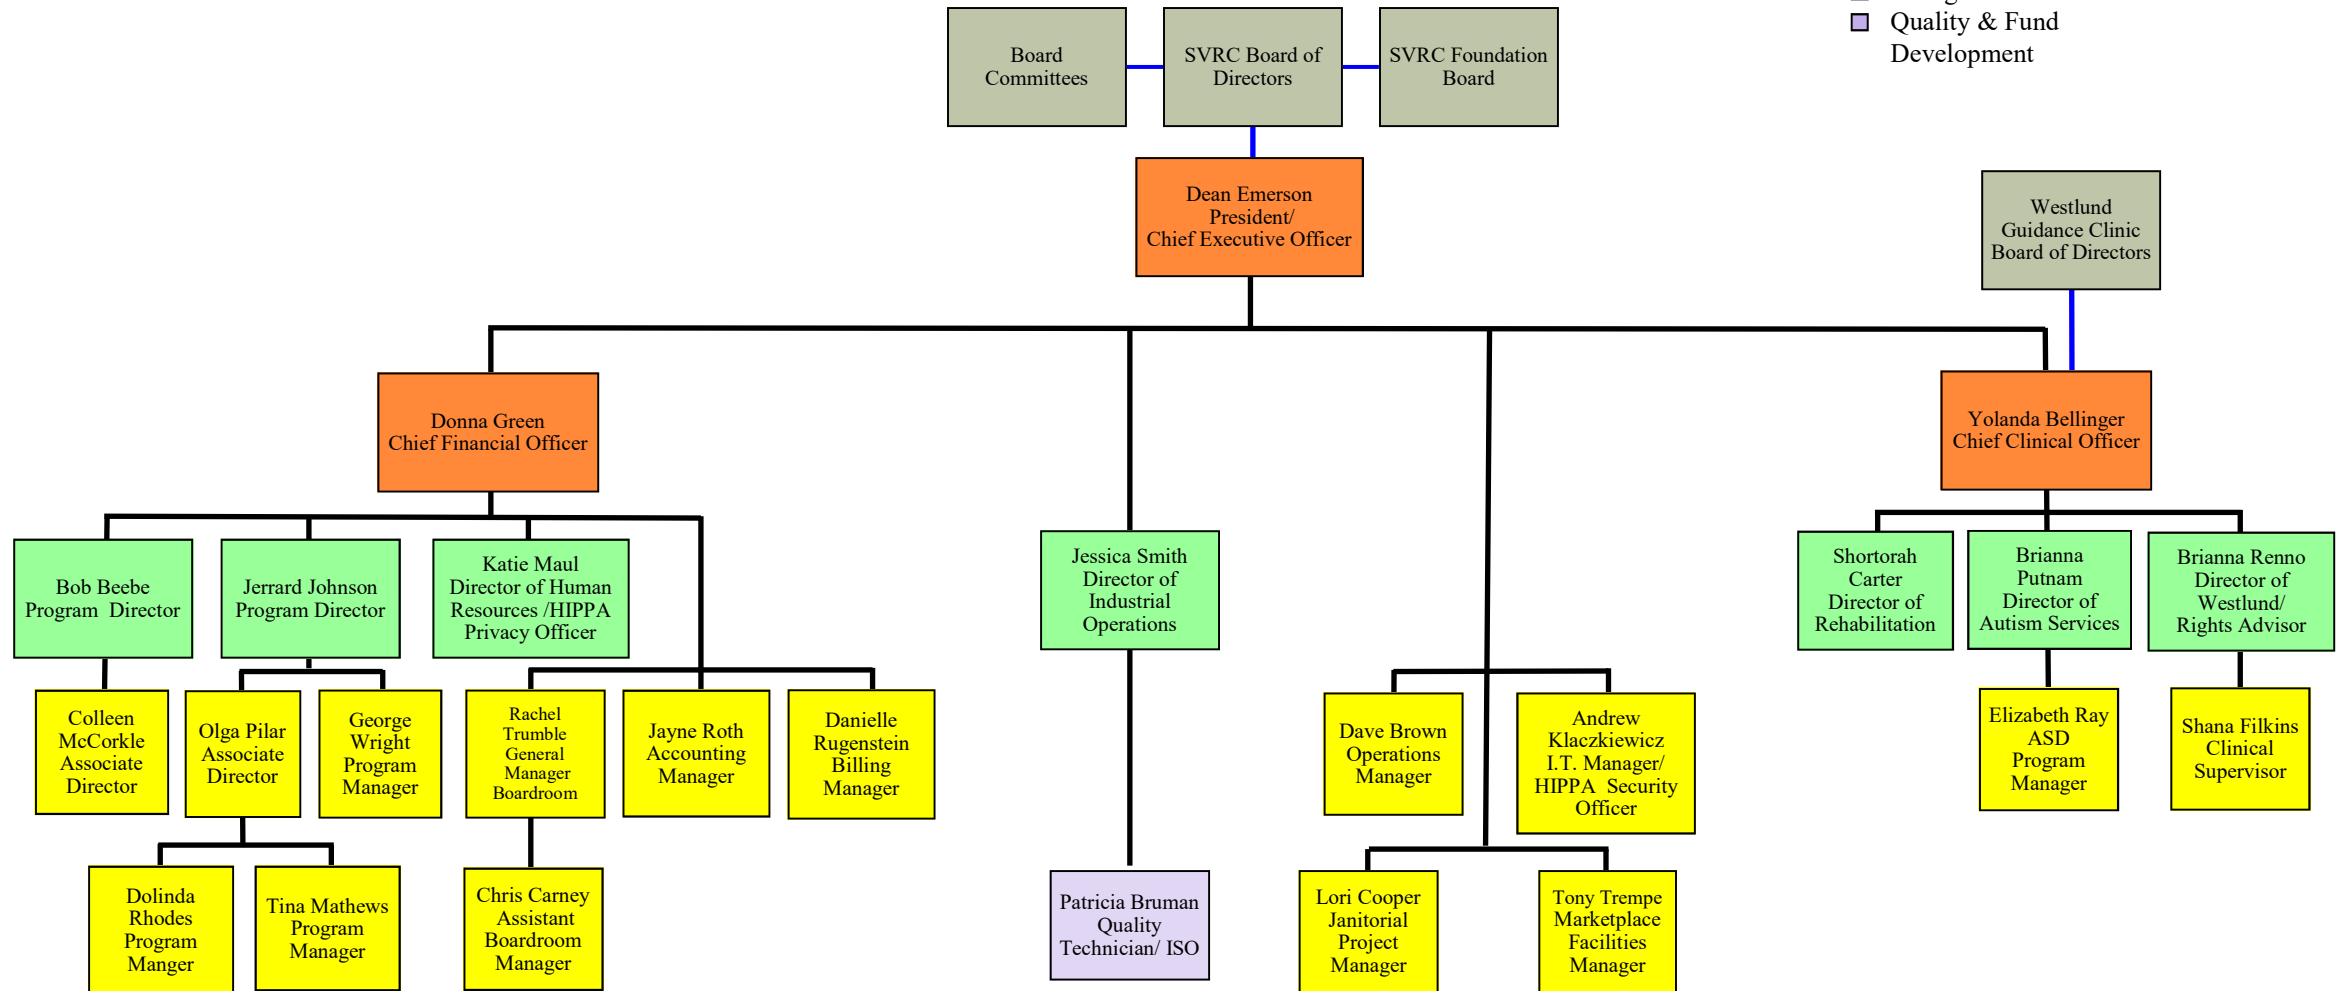 Quality & Fund
Development
Board
Committees
SVRC Board of
Directors
SVRC Foundation
Board
Dean Emerson
President/
Chief Executive Officer
Westlund
Guidance Clinic
Board of Directors
Donna Green
Chief Financial Officer
Yolanda Bellinger
Chief Clinical Officer
Bob Beebe
Program Director
Jerrard Johnson
Program Director
Katie Maul
Director of Human
Resources /HIPPA
Privacy Officer
Jessica Smith
Director of
Industrial
Operations
Shortorah
Carter
Director of
Rehabilitation
Brianna
Putnam
Director of
Autism Services
Brianna Renno
Director of
Westlund/
Rights Advisor
Colleen
McCorkle
Associate
Director
Olga Pilar
Associate
Director
George
Wright
Program
Manager
Rachel
Trumble
General
Manager
Boardroom
Jayne Roth
Accounting
Manager
Danielle
Rugenstein
Billing
Manager
Dave Brown
Operations
Manager
Andrew
Klaczkiewicz
I.T. Manager/
HIPPA Security
Officer
Elizabeth Ray
ASD
Program
Manager
Shana Filkins
Clinical
Supervisor
Dolinda
Rhodes
Program
Manger
Tina Mathews
Program
Manager
Chris Carney
Assistant
Boardroom
Manager
Patricia Bruman
Quality
Technician/ ISO
Lori Cooper
Janitorial
Project
Manager
Tony Trempe
Marketplace
Facilities
Manager